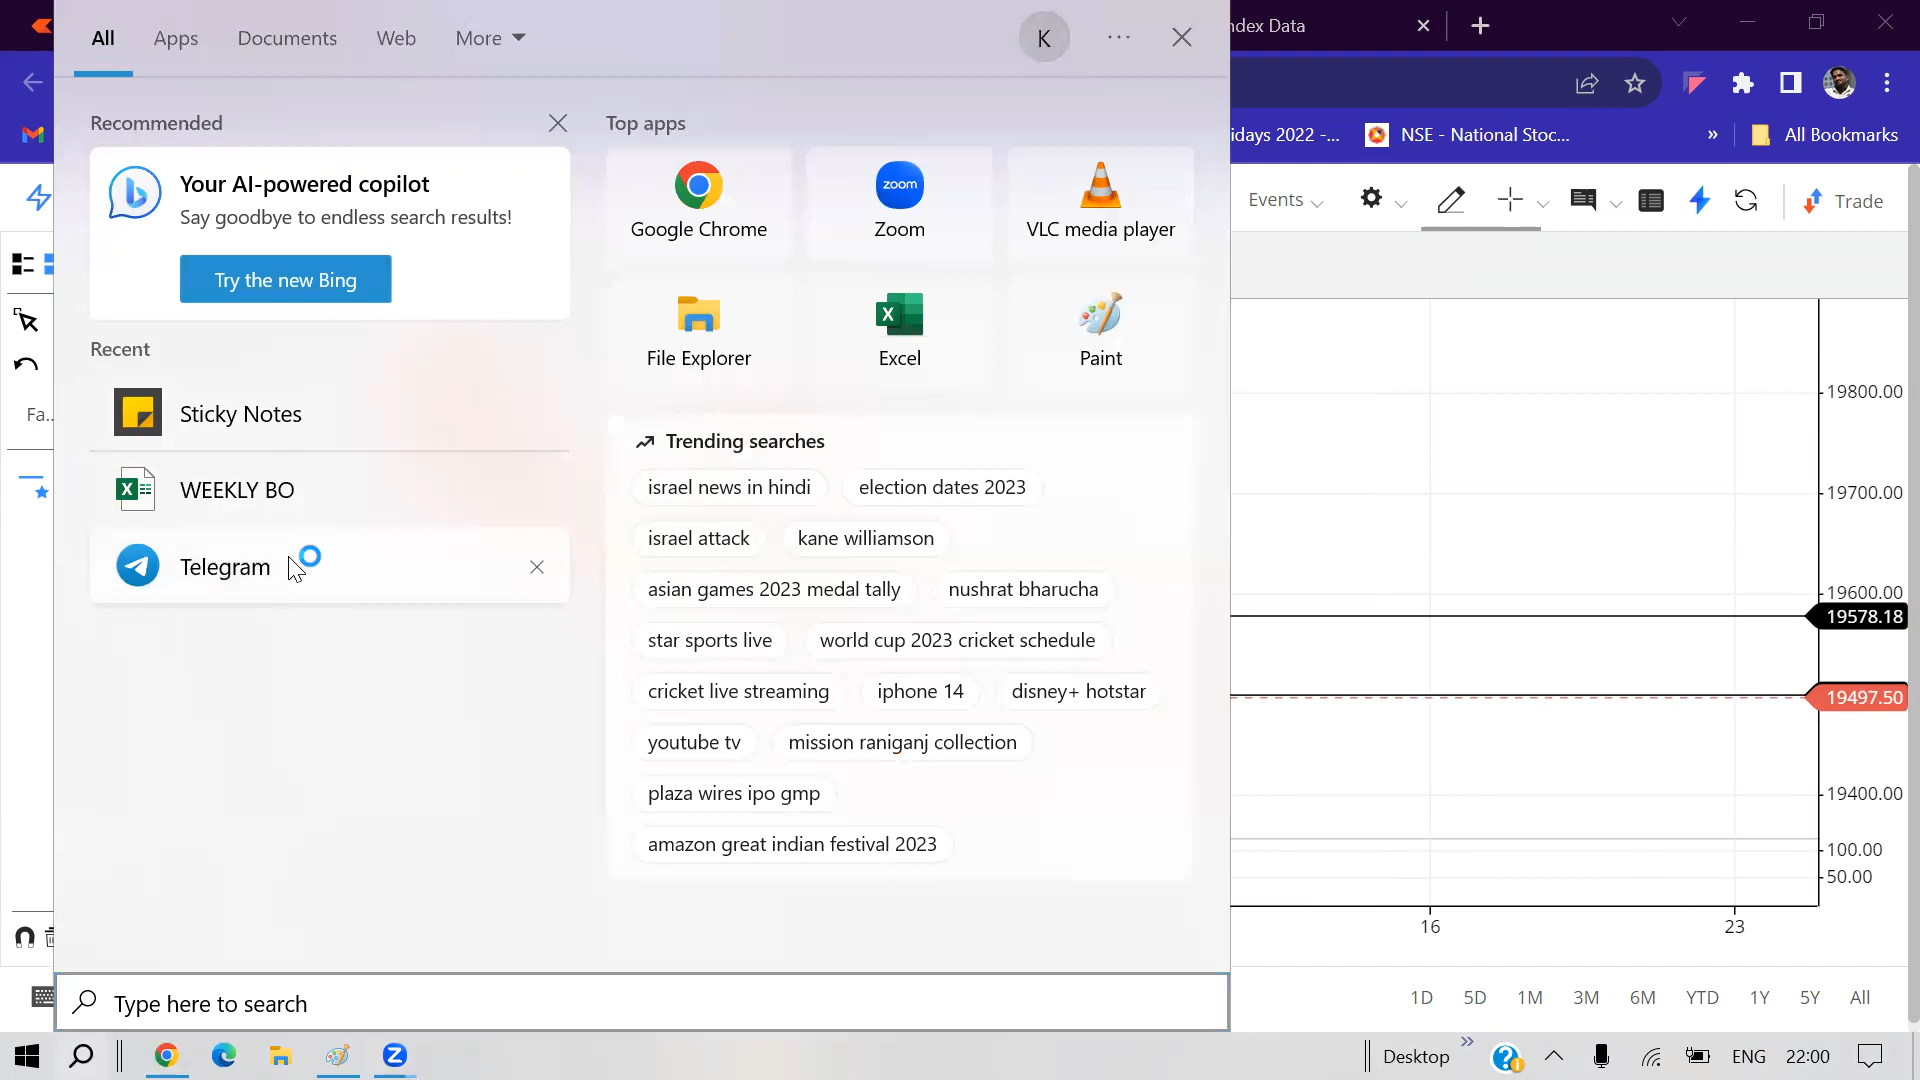 All
Apps
Documents
Web
More
K
ndex Data
Recommended
Your AI-powered copilot
Say goodbye to endless search results!
Try the new Bing
Recent
Sticky Notes
WEEKLY BO
Telegram
Top apps
Google Chrome
zoom
Zoom
VLC media player
File Explorer
Excel
Paint
Trending searches
israel news in hindi
election dates 2023
israel attack
kane williamson
asian games 2023 medal tally
nushrat bharucha
star sports live
world cup 2023 cricket schedule
cricket live streaming
iphone 14
disney+ hotstar
youtube tv
mission raniganj collection
plaza wires ipo gmp
amazon great indian festival 2023
Type here to search
idays 2022 -...
NSE - National Stoc...
»
All Bookmarks
Events
Trade
Fa...
19800.00
19700.00
19600.00
19578.18
19497.50
19400.00
100.00
50.00
16
23
1D
5D
1M
3M
6M
YTD
1Y
5Y
All
Desktop
»
ENG
22:00